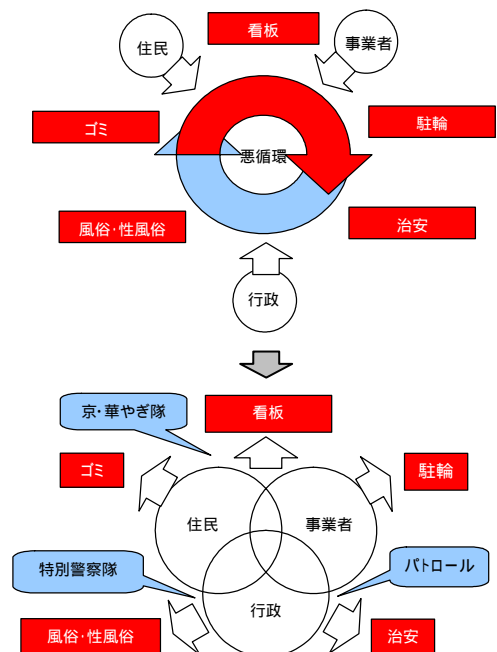 看板
住民
事業者
ゴミ
駐輪
悪循環
風俗・性風俗
治安
行政
京・華やぎ隊
看板
ゴミ
駐輪
住民
事業者
特別警察隊
パトロール
行政
風俗・性風俗
治安